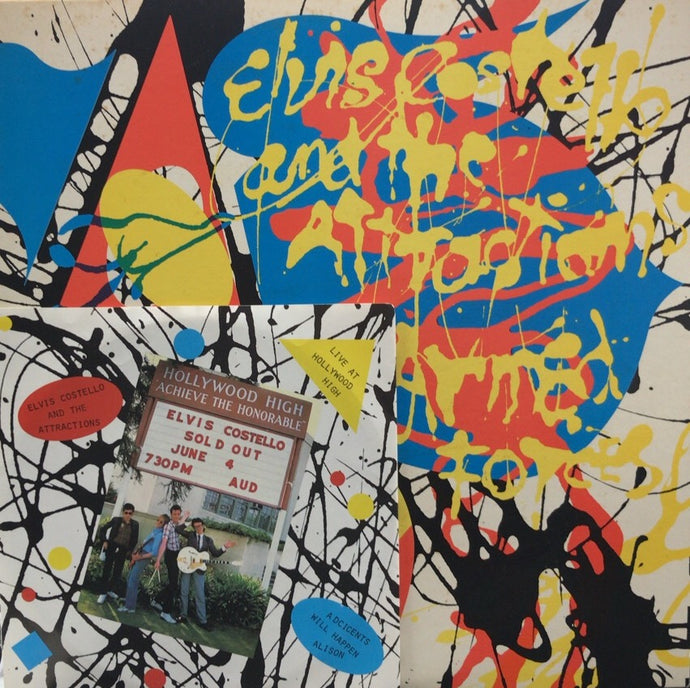 Elvis Costello
and the
Attractions
Armed
forces
ELVIS COSTELLO
AND THE
ATTRACTIONS
LIVE AT
HOLLYWOOD
HIGH
HOLLYWOOD HIGH
"ACHIEVE THE HONORABLE"
ELVIS COSTELLO
SOLD OUT
JUNE 4
730PM AUD
ADCICENTS
WILL HAPPEN
ALISON